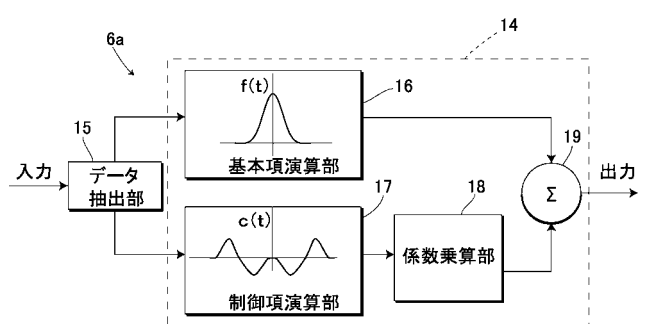 14
6a
f(t)
16
基本項演算部
15
入力
データ
抽出部
19
Σ
出力
17
c(t)
制御項演算部
18
係数乗算部